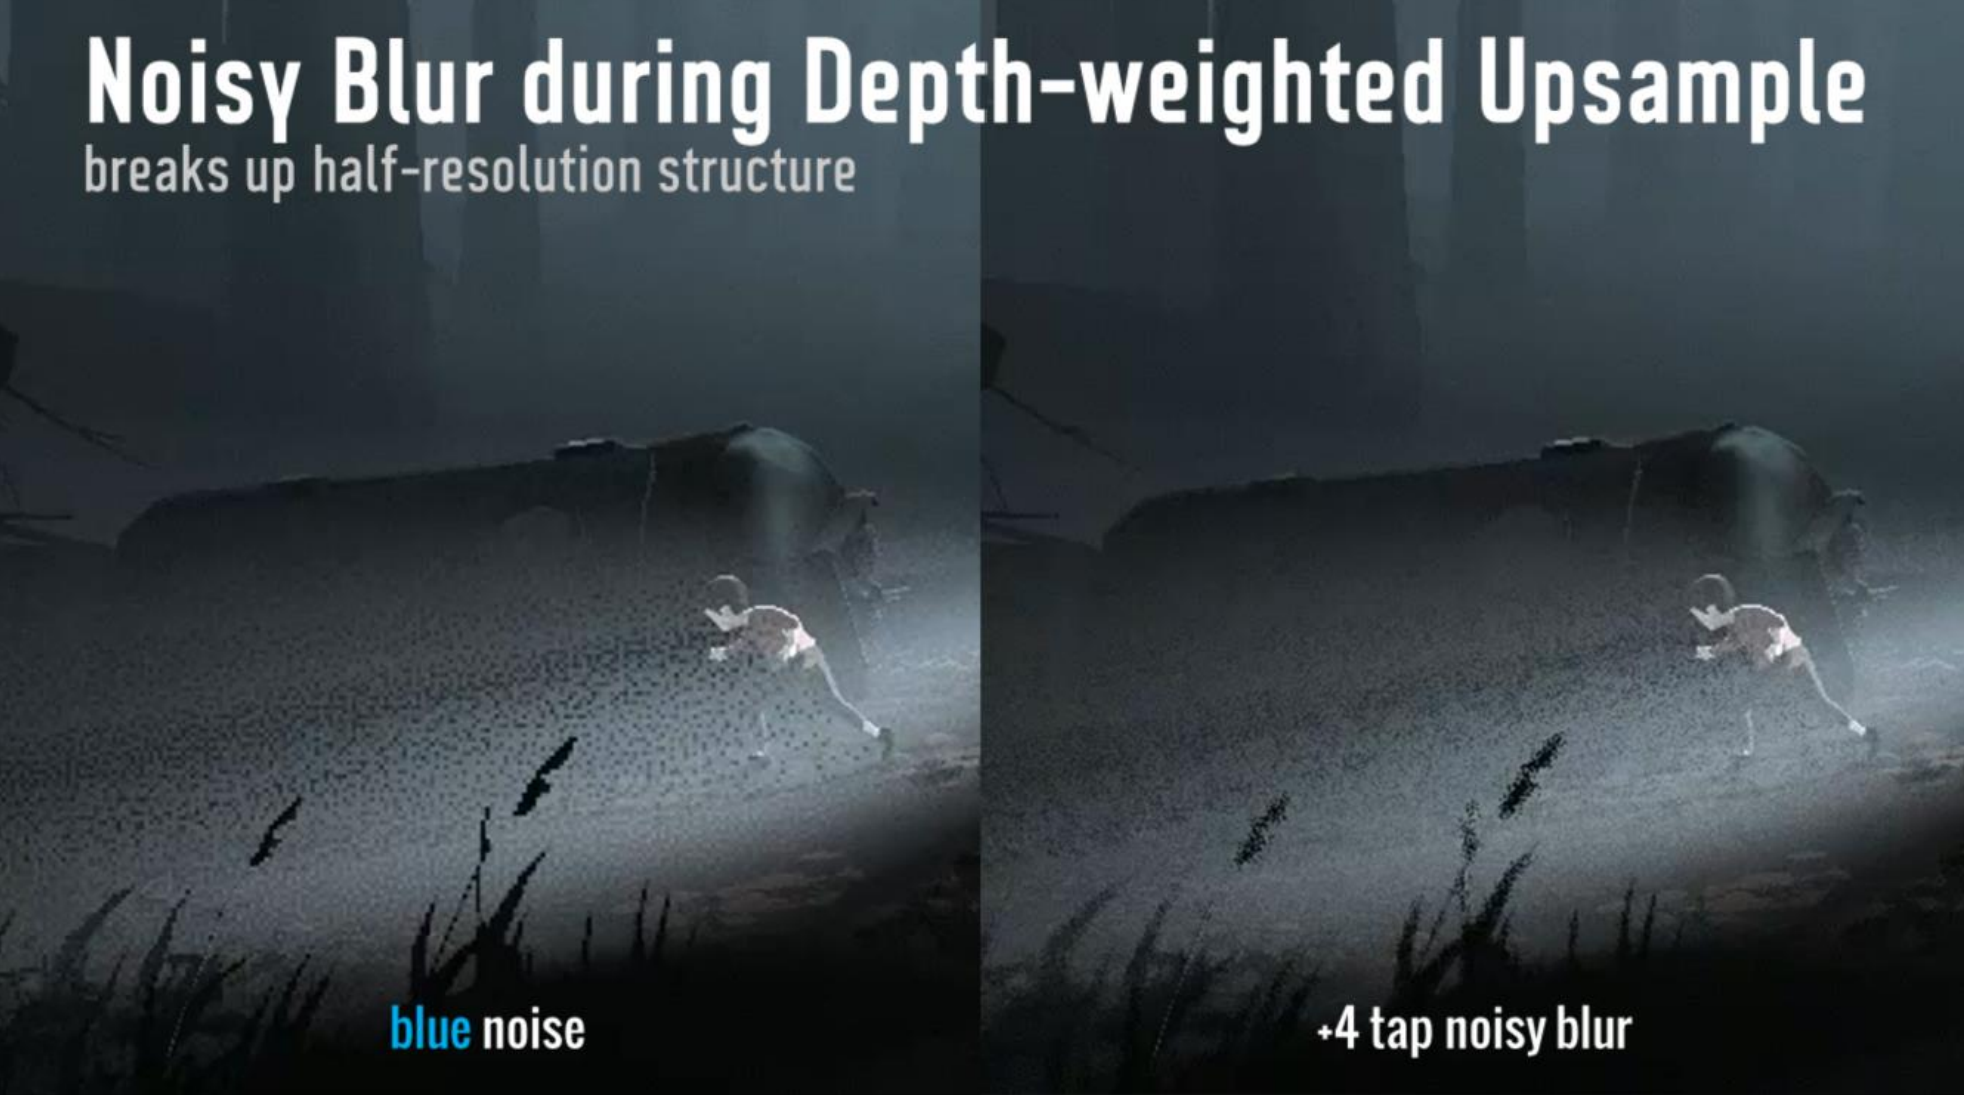 Noisy Blur during Depth-weighted Upsample
breaks up half-resolution structure
blue noise
+4 tap noisy blur